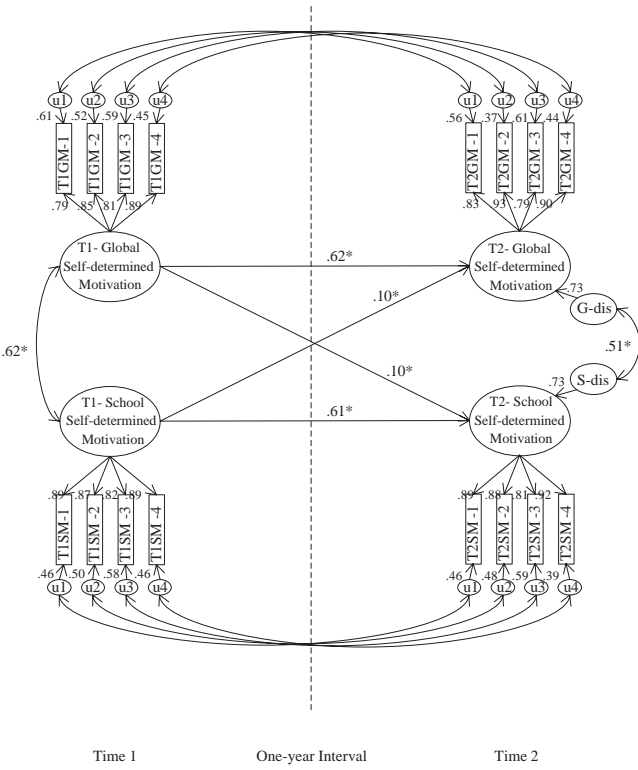 u1 u2 u3 u4 u1 u2 u3 u4
.61 .52 .59 .45 .56 .37 .61 .44
T1GM-1 T1GM -2 T1GM -3 T1GM -4 T2GM -1 T2GM -2 T2GM -3 T2GM -4
.79 .85 .81 .89 .83 .93 .79 .90
T1- Global
Self-determined
Motivation
T2- Global
Self-determined
Motivation
.62*
.73
G-dis
.10*
.62*
.51*
.10*
.73
S-dis
T1- School
Self-determined
Motivation
T2- School
Self-determined
Motivation
.61*
.89 .87 .82 .89 .89 .88 .81 .92
T1SM-1 T1SM -2 T1SM -3 T1SM -4 T2SM -1 T2SM -2 T2SM -3 T2SM -4
.46 .50 .58 .46 .46 .48 .59 .39
u1 u2 u3 u4 u1 u2 u3 u4
Time 1 One-year Interval Time 2